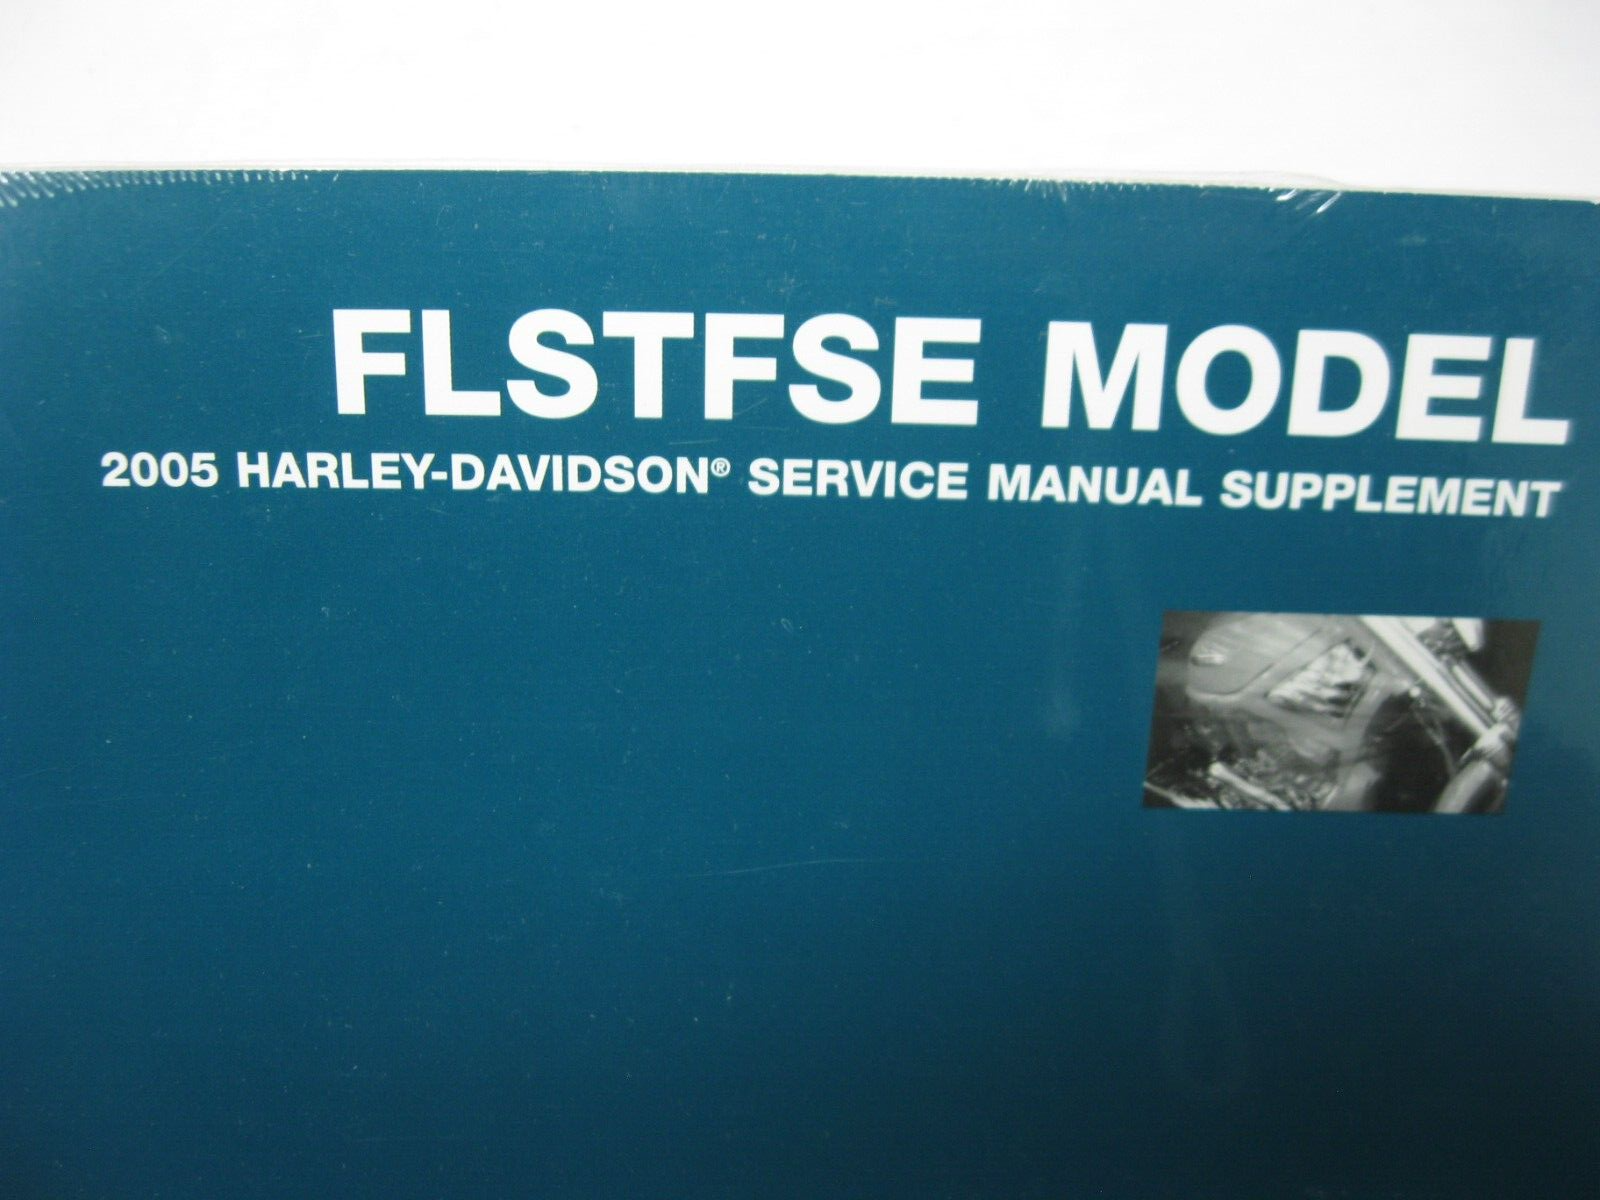 FLSTFSE MODEL
2005 HARLEY-DAVIDSON® SERVICE MANUAL SUPPLEMENT